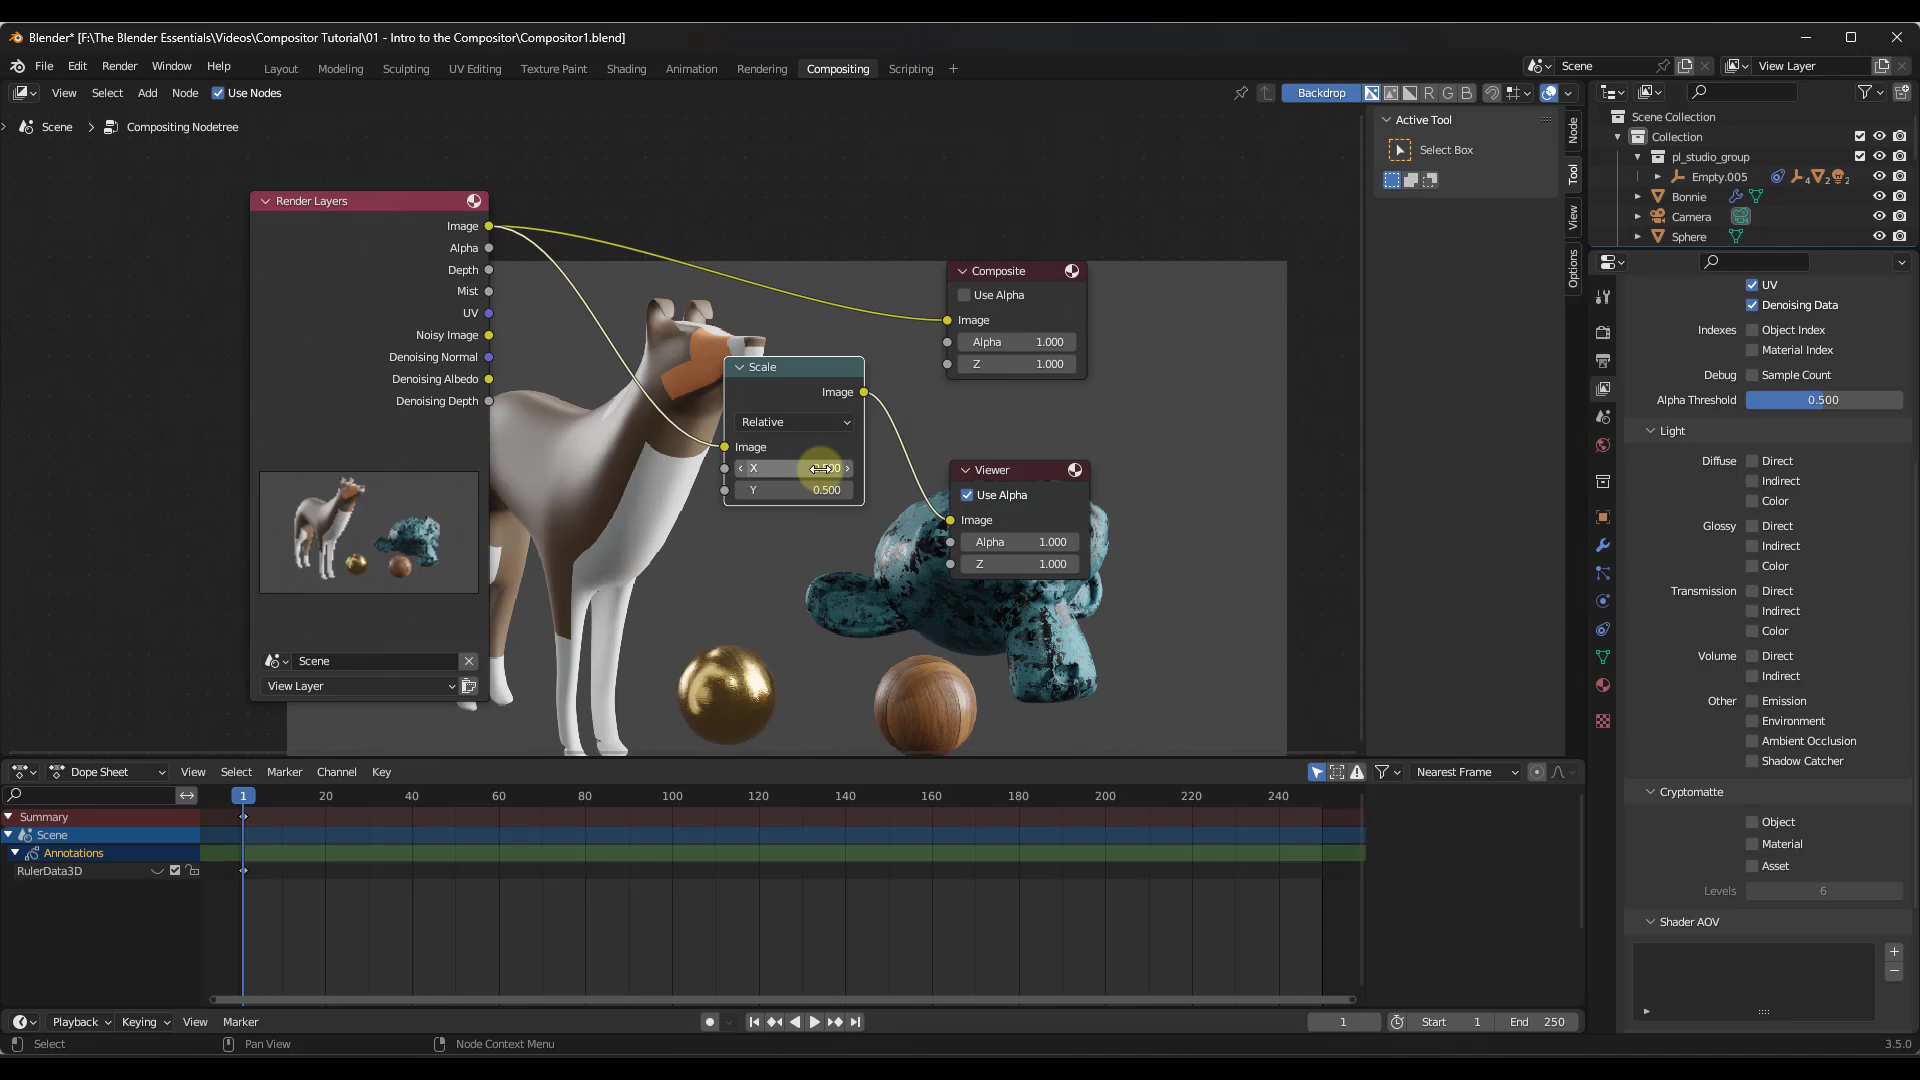 Blender* [F:\The Blender Essentials\Videos\Compositor Tutorial\01 - Intro to the Compositor\Compositor1.blend]
File Edit Render Window Help Layout Modeling Sculpting UV Editing Texture Paint Shading Animation Rendering Compositing Scripting + Scene View Layer
View Select Add Node Use Nodes Backdrop R G B
Scene > Compositing Nodetree
Active Tool
Select Box
Node
Tool
View
Options
Scene Collection
Collection
pl_studio_group
Empty.005 4 2 2
Bonnie
Camera
Sphere
Render Layers
Image
Alpha
Depth
Mist
UV
Noisy Image
Denoising Normal
Denoising Albedo
Denoising Depth
Scene
View Layer
Scale
Image
Relative
Image
X
Y 0.500
Composite
Use Alpha
Image
Alpha 1.000
Z 1.000
Viewer
Use Alpha
Image
Alpha 1.000
Z 1.000
UV
Denoising Data
Indexes Object Index
Material Index
Debug Sample Count
Alpha Threshold 0.500
Light
Diffuse Direct
Indirect
Color
Glossy Direct
Indirect
Color
Transmission Direct
Indirect
Color
Volume Direct
Indirect
Other Emission
Environment
Ambient Occlusion
Shadow Catcher
Cryptomatte
Object
Material
Asset
Levels 6
Shader AOV
Dope Sheet View Select Marker Channel Key Nearest Frame
1 20 40 60 80 100 120 140 160 180 200 220 240
Summary
Scene
Annotations
RulerData3D
Playback Keying View Marker 1 Start 1 End 250
Select Pan View Node Context Menu 3.5.0